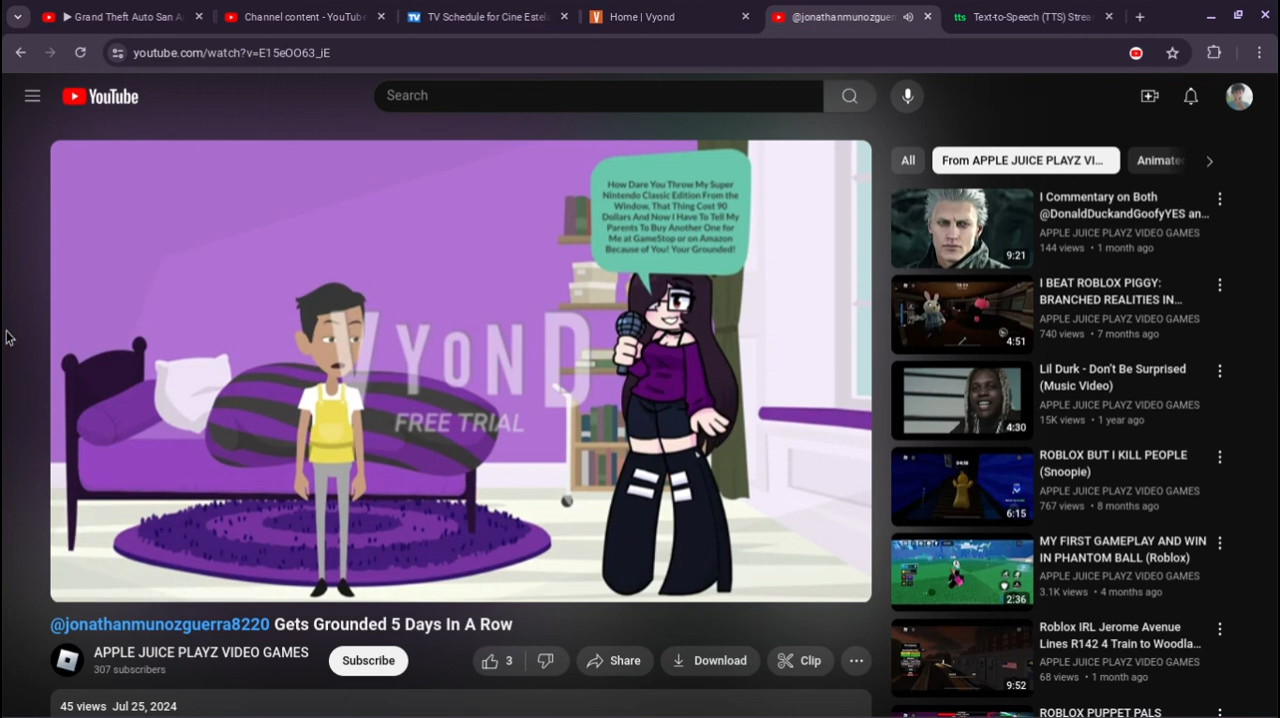 Grand Theft Auto San A
Channel content - YouTube
TV Schedule for Cine Estel
Home | Vyond
@jonathanmunozguer
tts Text-to-Speech (TTS) Strea
youtube.com/watch?v=E15eOO63_iE
YouTube
Search
How Dare You Throw My Super
Nintendo Classic Edition From the
Window, That Thing Cost 90
Dollars And Now I Have To Tell My
Parents To Buy Another One for
Me at GameStop or on Amazon
Because of You! Your Grounded!
VYOND
FREE TRIAL
@jonathanmunozguerra8220 Gets Grounded 5 Days In A Row
APPLE JUICE PLAYZ VIDEO GAMES
307 subscribers
Subscribe
3
Share
Download
Clip
45 views Jul 25, 2024
All
From APPLE JUICE PLAYZ VI...
Animate
I Commentary on Both
@DonaldDuckandGoofyYES an...
APPLE JUICE PLAYZ VIDEO GAMES
144 views • 1 month ago
9:21
I BEAT ROBLOX PIGGY:
BRANCHED REALITIES IN...
APPLE JUICE PLAYZ VIDEO GAMES
740 views • 7 months ago
4:51
Lil Durk - Don't Be Surprised
(Music Video)
APPLE JUICE PLAYZ VIDEO GAMES
15K views • 1 year ago
4:30
ROBLOX BUT I KILL PEOPLE
(Snoopie)
APPLE JUICE PLAYZ VIDEO GAMES
767 views • 8 months ago
6:15
MY FIRST GAMEPLAY AND WIN
IN PHANTOM BALL (Roblox)
APPLE JUICE PLAYZ VIDEO GAMES
3.1K views • 4 months ago
2:36
Roblox IRL Jerome Avenue
Lines R142 4 Train to Woodla...
APPLE JUICE PLAYZ VIDEO GAMES
68 views • 1 month ago
9:52
ROBLOX PUPPET PALS